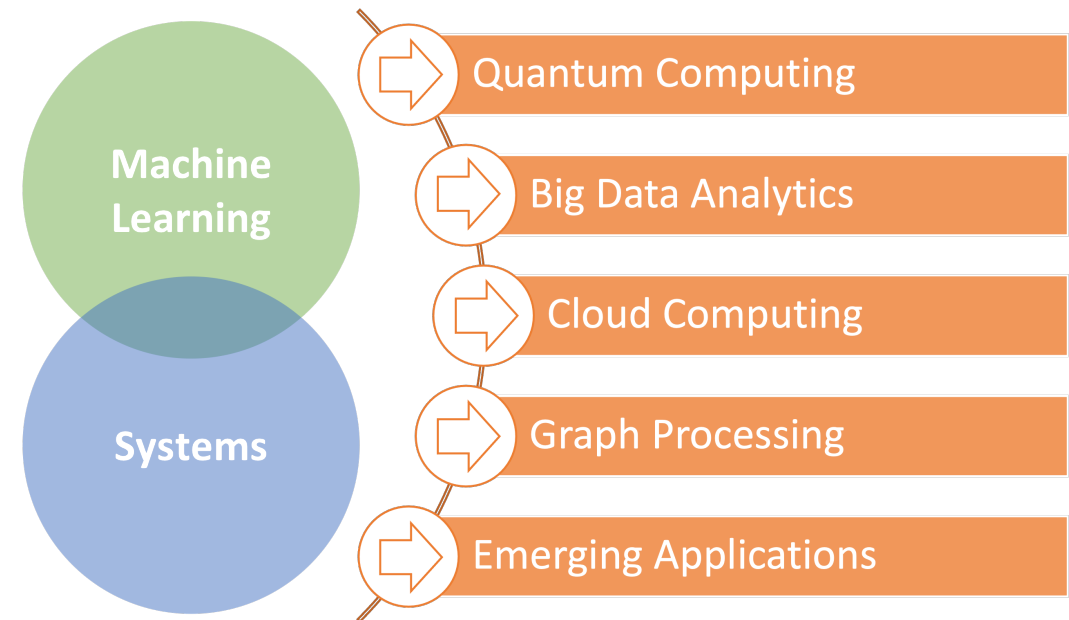 Machine
Learning
Systems
Quantum Computing
Big Data Analytics
Cloud Computing
Graph Processing
Emerging Applications